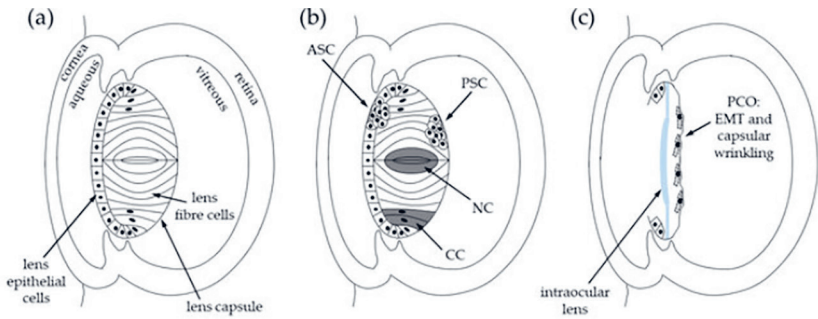 (a)
cornea
aqueous
vitreous
retina
lens
fibre cells
lens
epithelial
cells
lens capsule
(b)
ASC
PSC
NC
CC
(c)
PCO:
EMT and
capsular
wrinkling
intraocular
lens